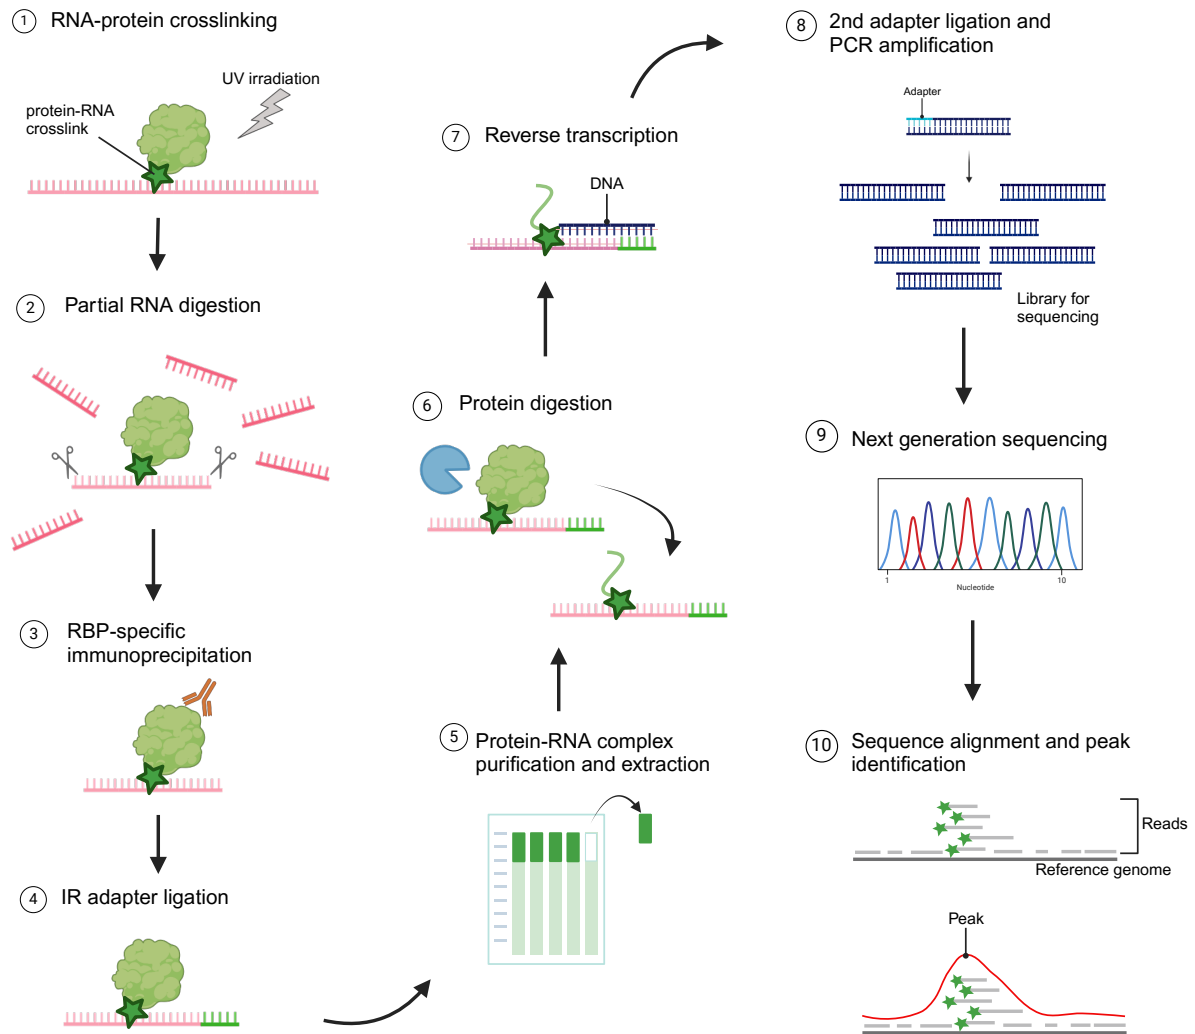 1 RNA-protein crosslinking
UV irradiation
protein-RNA
crosslink
2 Partial RNA digestion
3 RBP-specific
immunoprecipitation
4 IR adapter ligation
5 Protein-RNA complex
purification and extraction
6 Protein digestion
7 Reverse transcription
DNA
8 2nd adapter ligation and
PCR amplification
Adapter
Library for
sequencing
9 Next generation sequencing
1 10
Nucleotide
10 Sequence alignment and peak
identification
Reads
Reference genome
Peak